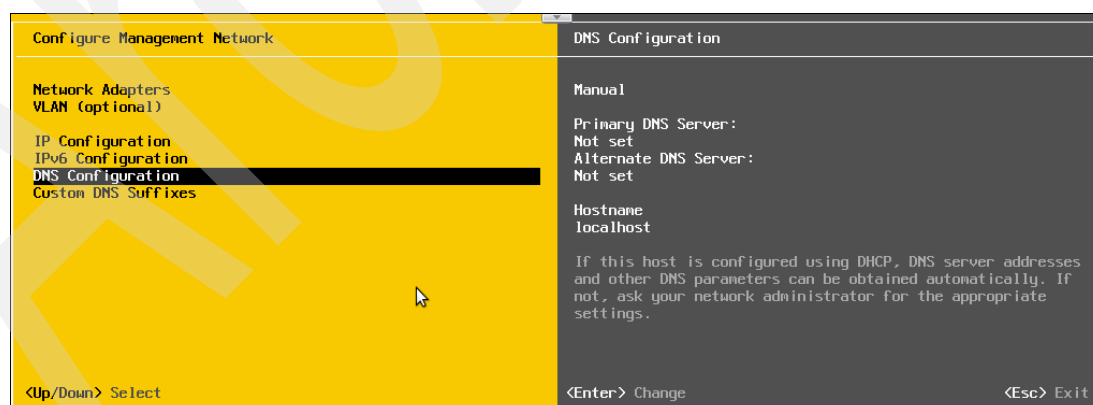 Configure Management Network
Network Adapters
VLAN (optional)
IP Configuration
IPv6 Configuration
DNS Configuration
Custom DNS Suffixes
<Up/Down> Select
DNS Configuration
Manual
Primary DNS Server:
Not set
Alternate DNS Server:
Not set
Hostname
localhost
If this host is configured using DHCP, DNS server addresses
and other DNS parameters can be obtained automatically. If
not, ask your network administrator for the appropriate
settings.
<Enter> Change
<Esc> Exit